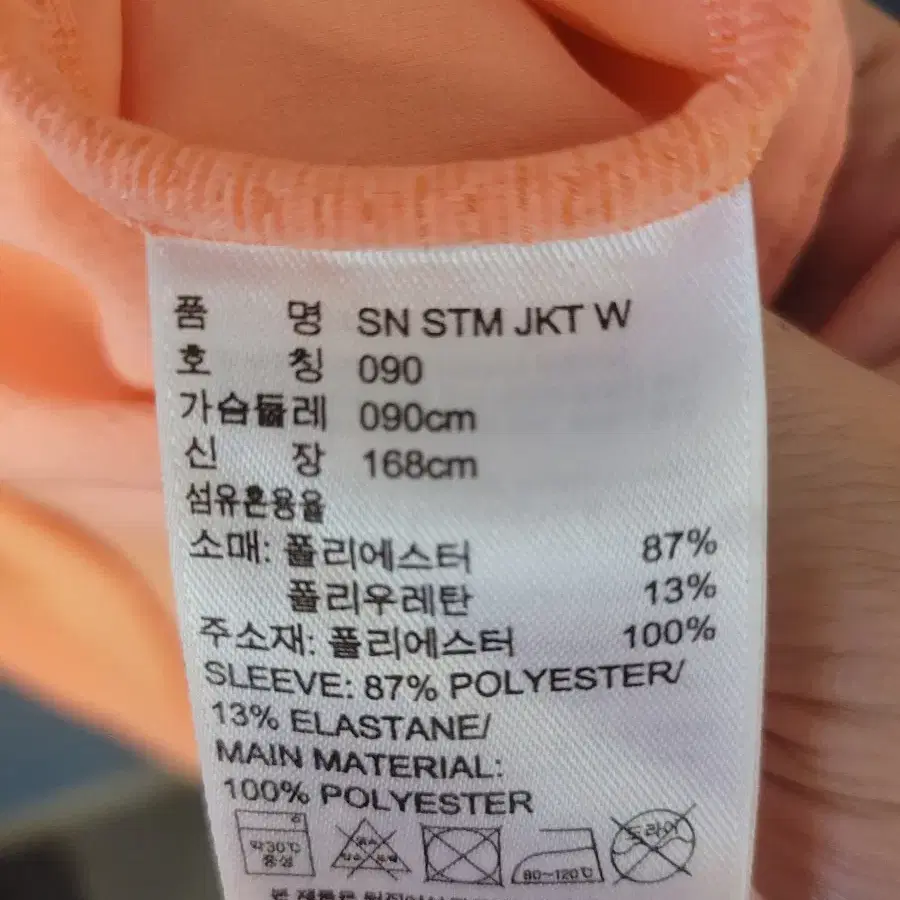 품 명 SN STM JKT W
호 칭 090
가슴둘레 090cm
신 장 168cm
섬유혼용율
소매: 폴리에스터 87%
폴리우레탄 13%
주소재: 폴리에스터 100%
SLEEVE: 87% POLYESTER/
13% ELASTANE/
MAIN MATERIAL:
100% POLYESTER
약30℃
중성
80~120℃
드라이